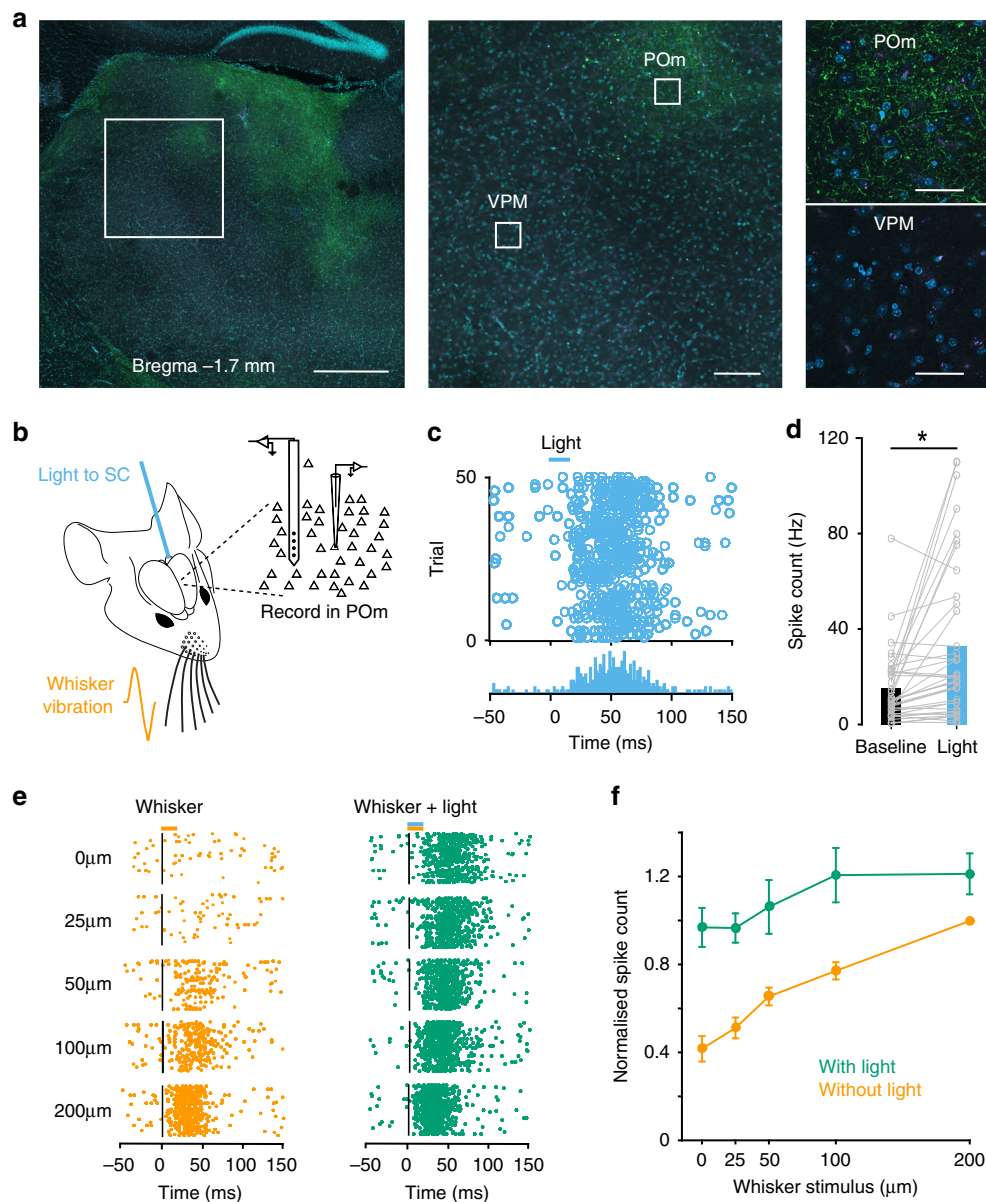 a
POm
VPM
Bregma –1.7 mm
POm
VPM
b
Light to SC
Record in POm
Whisker
vibration
c
Light
50
Trial
0
–50
0
50
100
150
Time (ms)
d
120
*
80
Spike count (Hz)
40
0
Baseline
Light
e
Whisker
Whisker + light
0μm
25μm
50μm
100μm
200μm
–50
0
50
100
150
Time (ms)
–50
0
50
100
150
Time (ms)
f
1.2
0.8
Normalised spike count
0.4
0
With light
Without light
0
25
50
100
200
Whisker stimulus (μm)